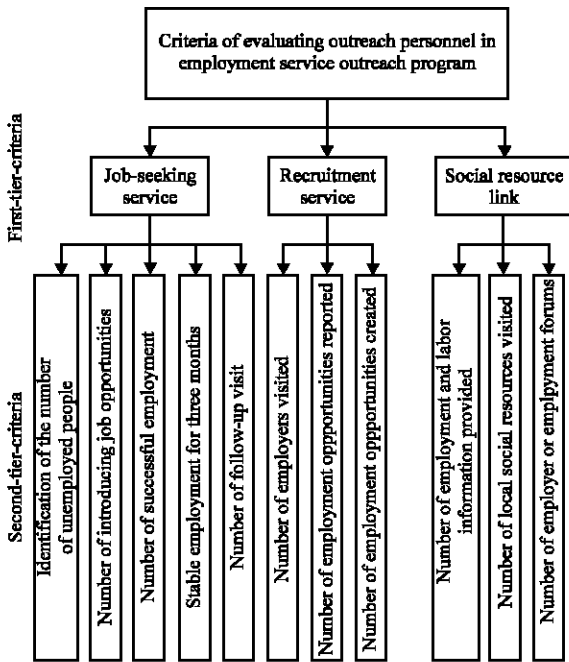 Criteria of evaluating outreach personnel in
employment service outreach program
First-tier-criteria
Job-seeking
service
Recruitment
service
Social resource
link
Second-tier-criteria
Identification of the number
of unemployed people
Number of introducing job opportunities
Number of successful employment
Stable employment for three months
Number of follow-up visit
Number of employers visited
Number of employment oppportunities reported
Number of employment oppportunities created
Number of employment and labor
information provided
Number of local social resources visited
Number of employer or emplpyment forums